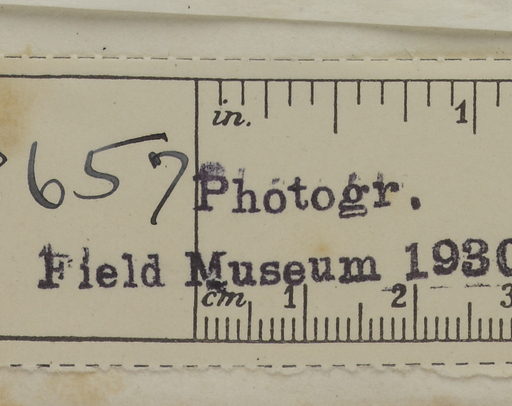 in. 1
657
Photogr.
Field Museum 1930
cm 1 2 3